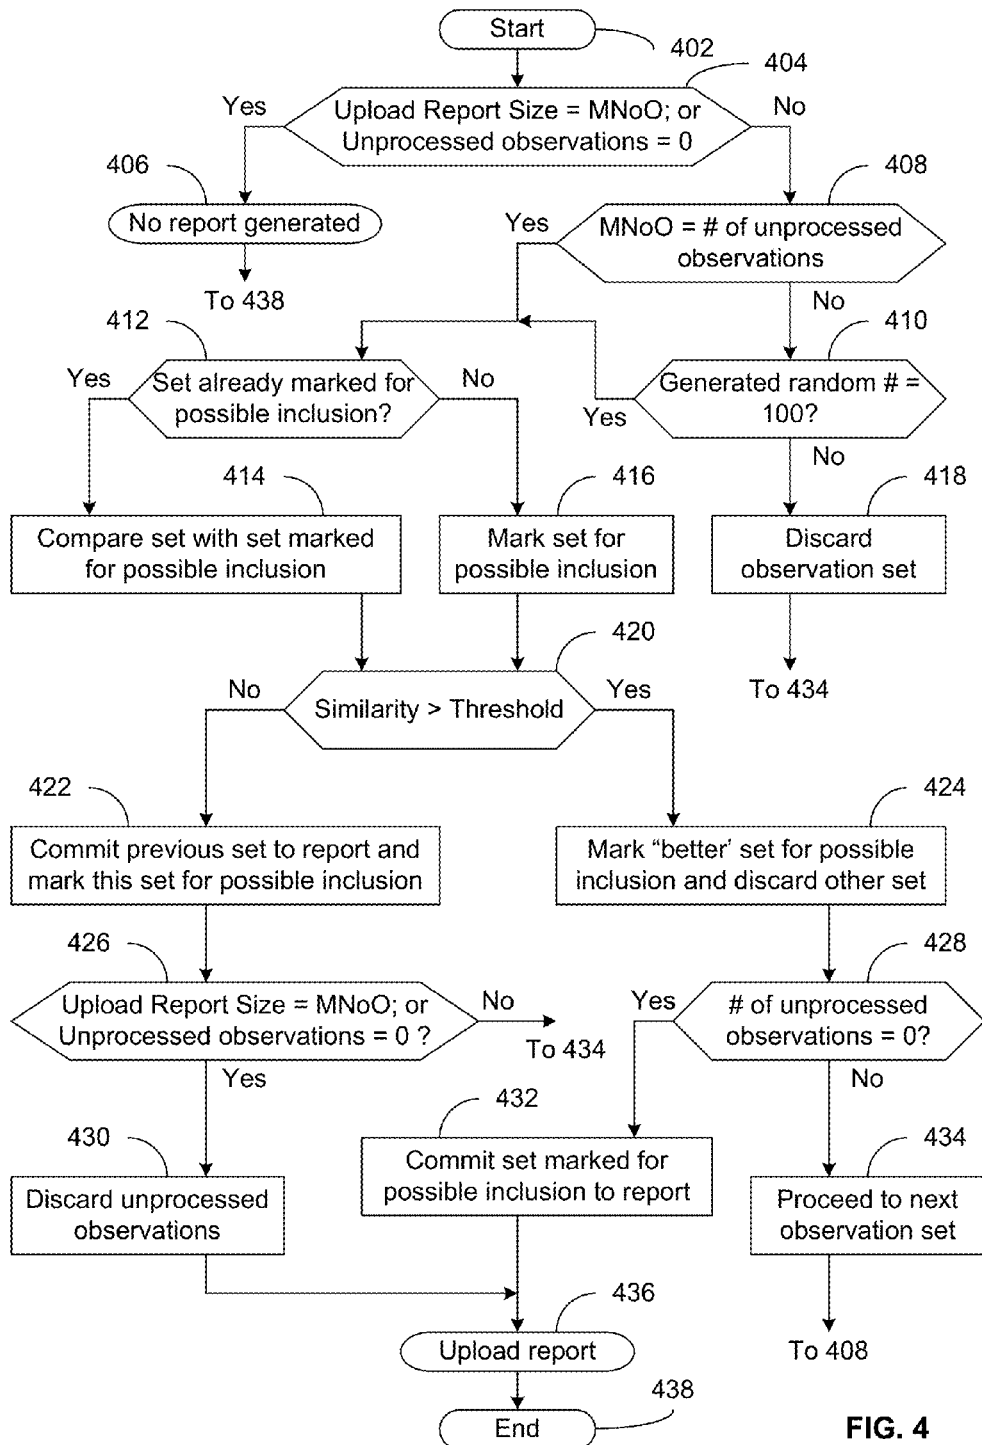 Start
402
404
Yes
Upload Report Size = MNoO; or
Unprocessed observations = 0
No
406
408
No report generated
Yes
MNoO = # of unprocessed
observations
To 438
No
412
410
Yes
Set already marked for
possible inclusion?
No
Generated random # =
100?
Yes
No
414
416
418
Compare set with set marked
for possible inclusion
Mark set for
possible inclusion
Discard
observation set
420
To 434
No
Similarity > Threshold
Yes
422
424
Commit previous set to report and
mark this set for possible inclusion
Mark “better’ set for possible
inclusion and discard other set
426
428
Upload Report Size = MNoO; or
Unprocessed observations = 0 ?
No
To 434
Yes
# of unprocessed
observations = 0?
Yes
No
432
430
434
Discard unprocessed
observations
Commit set marked for
possible inclusion to report
Proceed to next
observation set
436
Upload report
To 408
438
End
FIG. 4